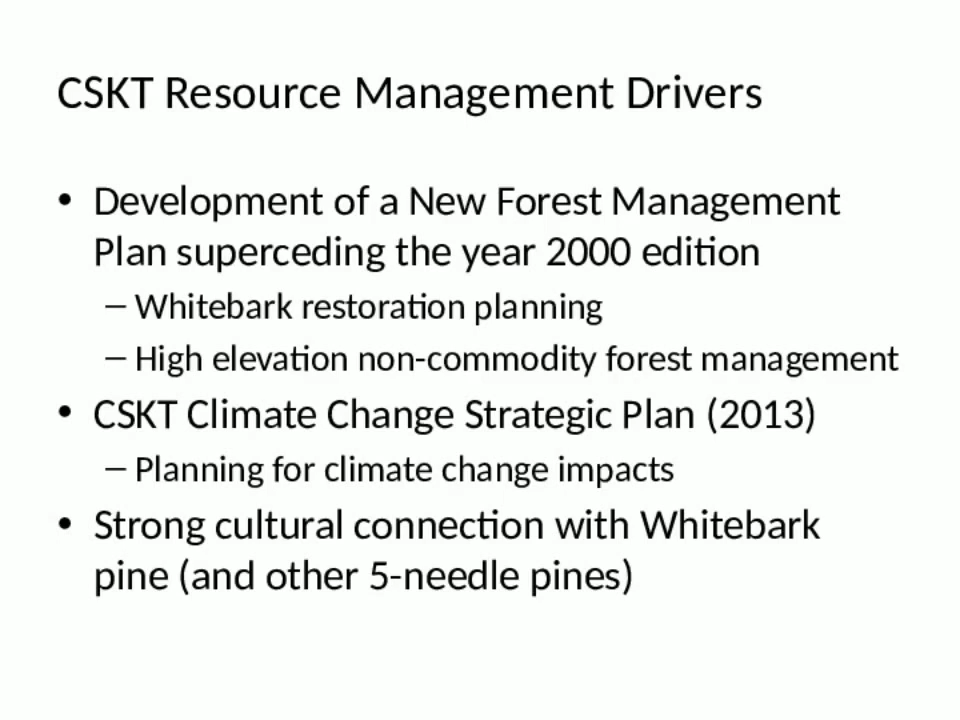 CSKT Resource Management Drivers
• Development of a New Forest Management
Plan superceding the year 2000 edition
– Whitebark restoration planning
– High elevation non-commodity forest management
• CSKT Climate Change Strategic Plan (2013)
– Planning for climate change impacts
• Strong cultural connection with Whitebark
pine (and other 5-needle pines)